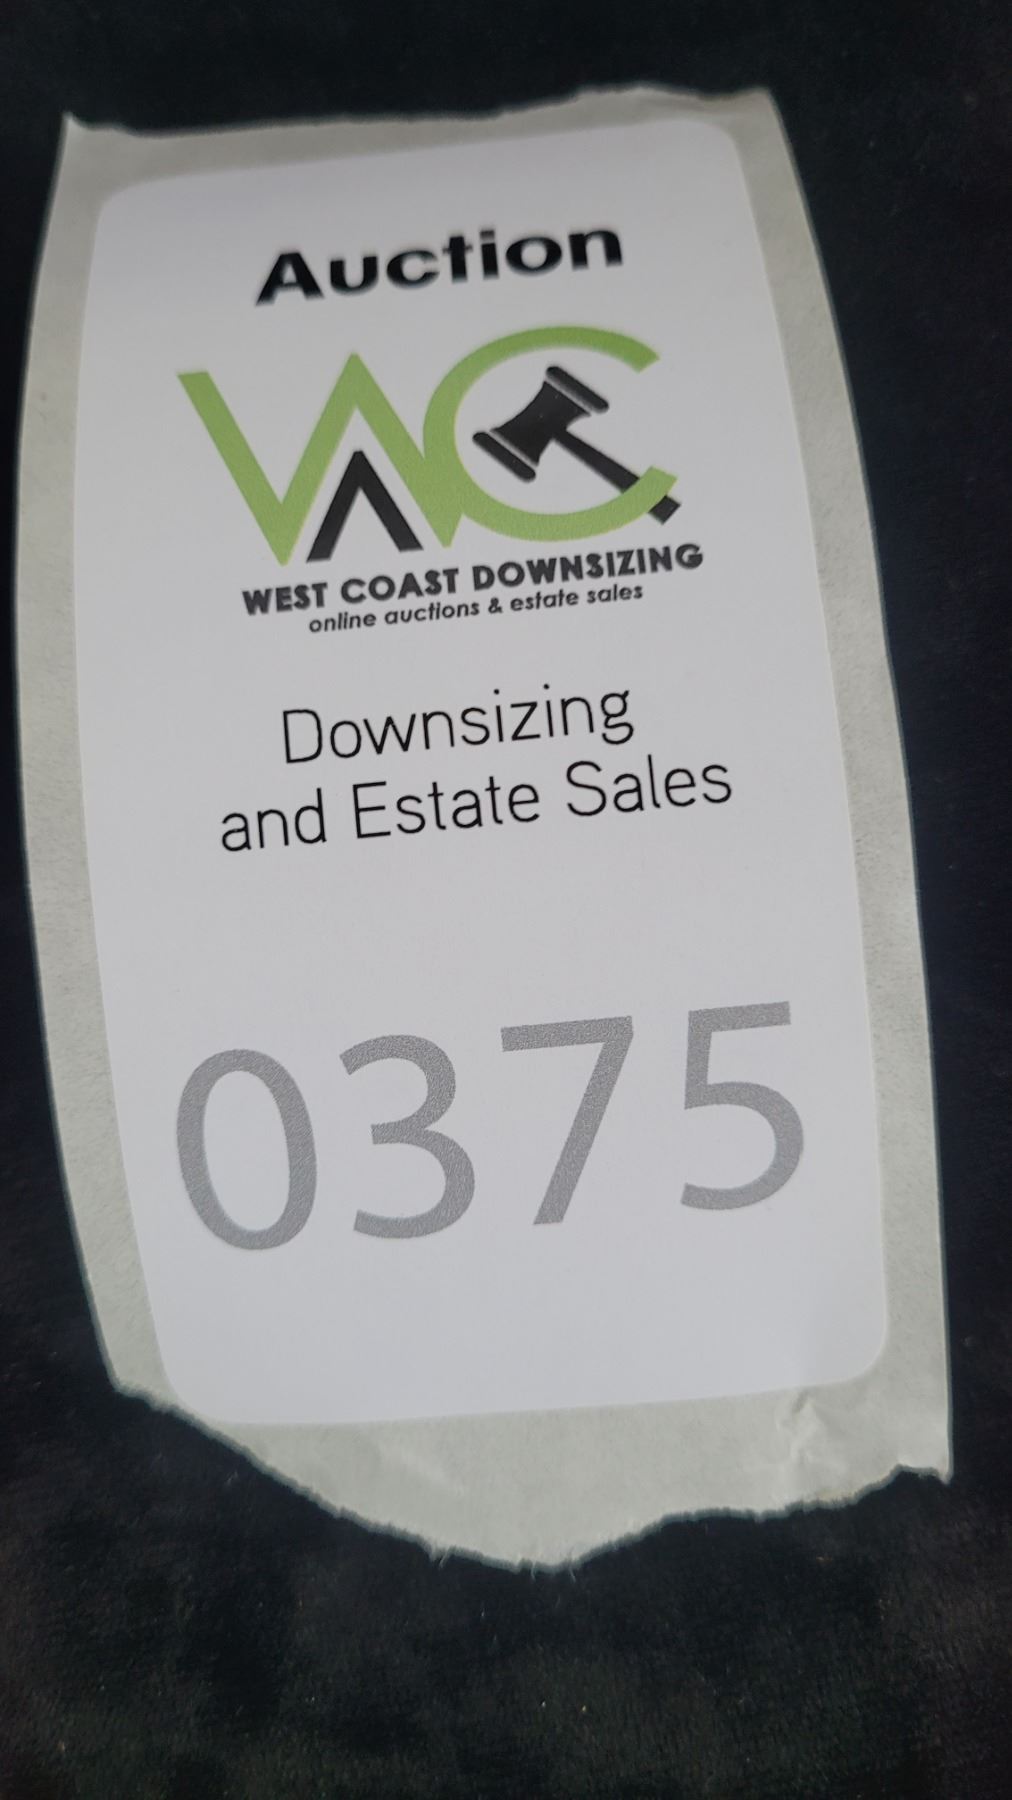 Auction
WC
WEST COAST DOWNSIZING
online auctions & estate sales
Downsizing
and Estate Sales
0375